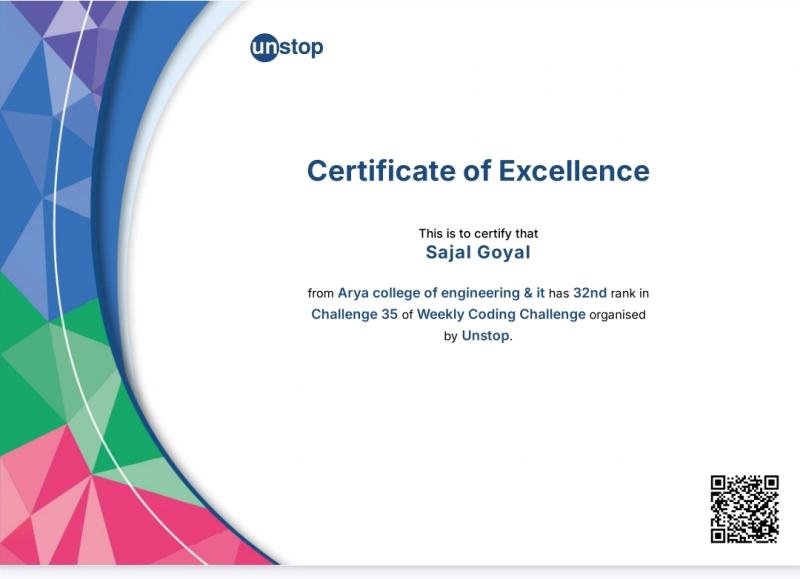 unstop
Certificate of Excellence
This is to certify that
Sajal Goyal
from Arya college of engineering & it has 32nd rank in
Challenge 35 of Weekly Coding Challenge organised
by Unstop.